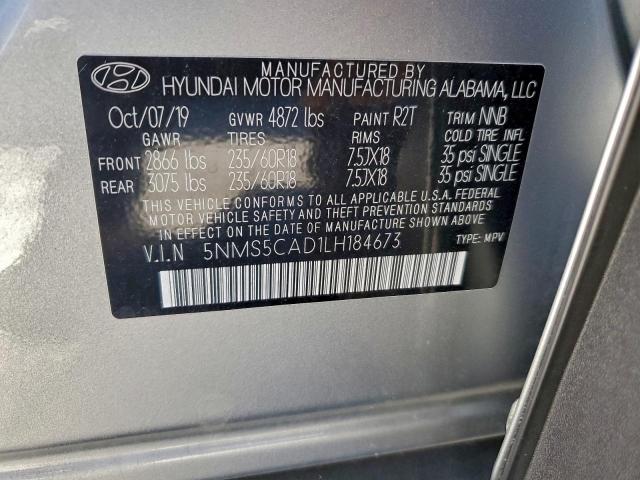 MANUFACTURED BY
HYUNDAI MOTOR MANUFACTURING ALABAMA, LLC
Oct/07/19 GVWR 4872 lbs PAINT R2T TRIM NNB
GAWR TIRES RIMS COLD TIRE INFL
FRONT 2866 lbs 235/60R18 7.5JX18 35 psi SINGLE
REAR 3075 lbs 235/60R18 7.5JX18 35 psi SINGLE
THIS VEHICLE CONFORMS TO ALL APPLICABLE U.S.A. FEDERAL
MOTOR VEHICLE SAFETY AND THEFT PREVENTION STANDARDS
IN EFFECT ON THE DATE OF MANUFACTURE SHOWN ABOVE
V.I.N 5NMS5CAD1LH184673 TYPE: MPV